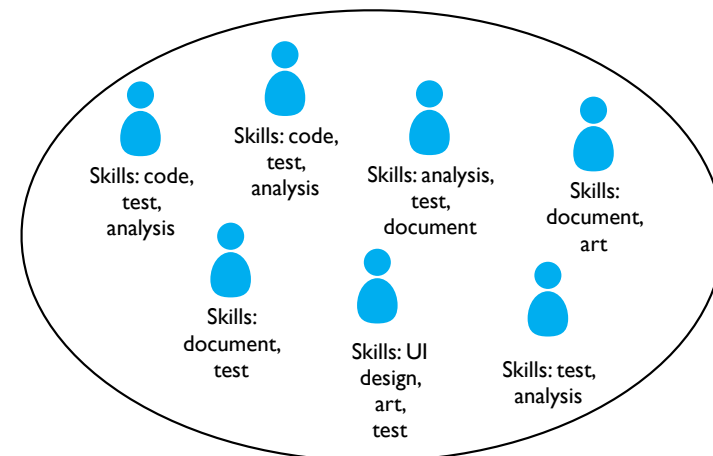 Skills: code,
test,
analysis
Skills: code,
test,
analysis
Skills: analysis,
test,
document
Skills:
document,
art
Skills:
document,
test
Skills: UI
design,
art,
test
Skills: test,
analysis